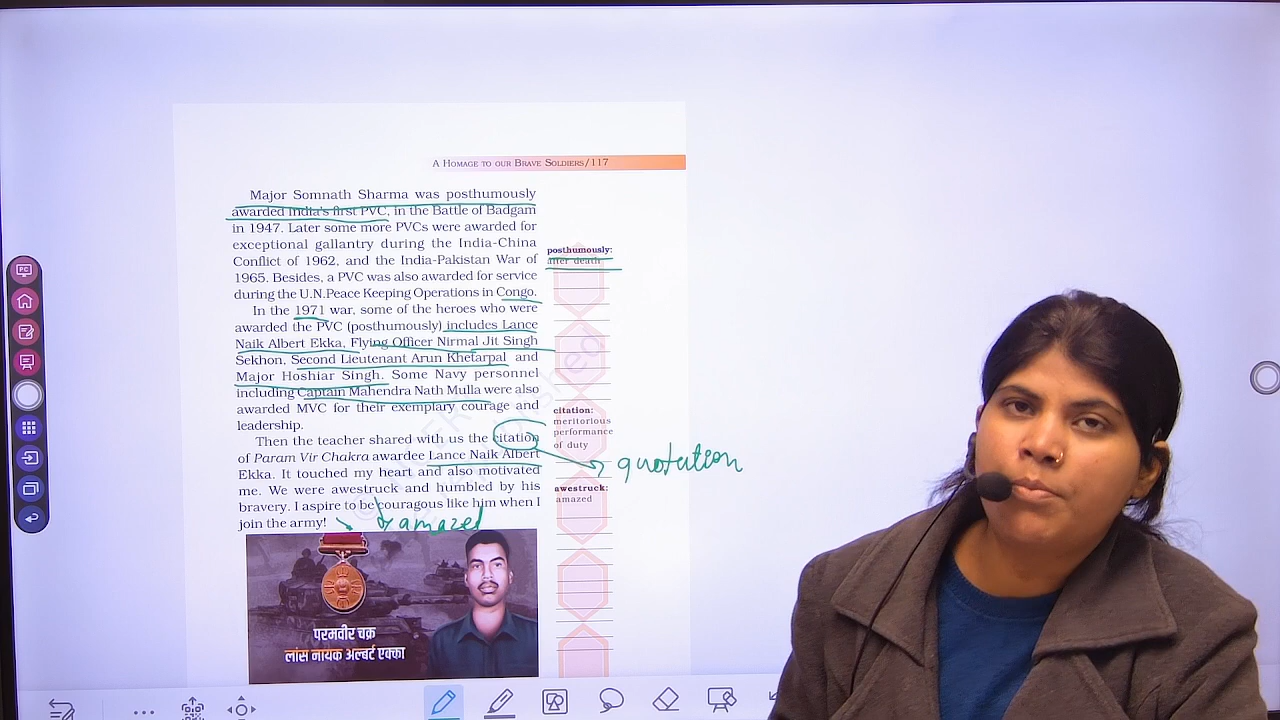 A Homage to our Brave Soldiers/117
Major Somnath Sharma was posthumously
awarded India's first PVC, in the Battle of Badgam
in 1947. Later some more PVCs were awarded for
exceptional gallantry during the India-China
Conflict of 1962, and the India-Pakistan War of
1965. Besides, a PVC was also awarded for service
during the U.N.Peace Keeping Operations in Congo.
In the 1971 war, some of the heroes who were
awarded the PVC (posthumously) includes Lance
Naik Albert Ekka, Flying Officer Nirmal Jit Singh
Sekhon, Second Lieutenant Arun Khetarpal and
Major Hoshiar Singh. Some Navy personnel
including Captain Mahendra Nath Mulla were also
awarded MVC for their exemplary courage and
leadership.
Then the teacher shared with us the citation
of Param Vir Chakra awardee Lance Naik Albert
Ekka. It touched my heart and also motivated
me. We were awestruck and humbled by his
bravery. I aspire to be couragous like him when I
join the army!
posthumously:
after death
citation:
meritorious
performance
of duty
quotation
awestruck:
amazed
amazed
परमवीर चक्र
लांस नायक अल्बर्ट एक्का
PC